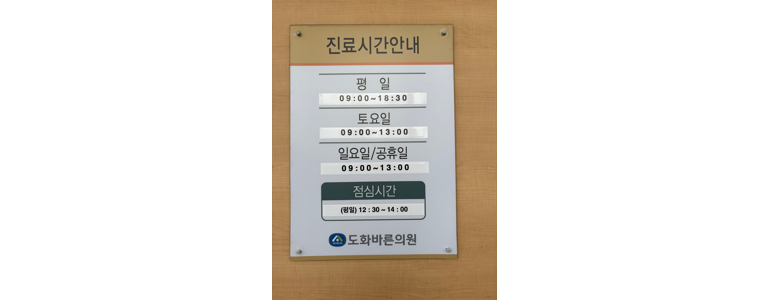 진료시간안내
평 일
09:00~18:30
토요일
09:00~13:00
일요일/공휴일
09:00~13:00
점심시간
(평일) 12 : 30 ~ 14 : 00
도화바른의원